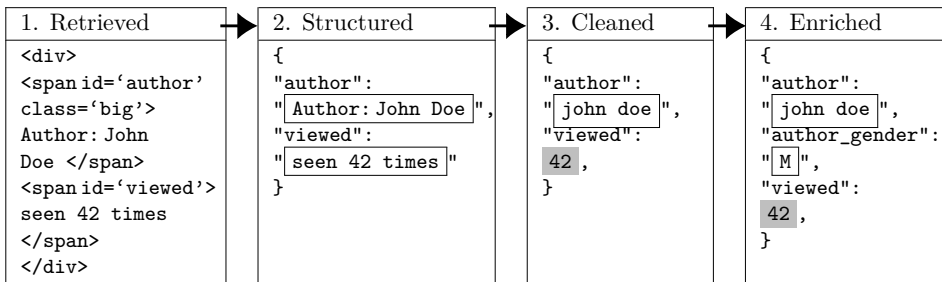 1. Retrieved
<div>
<span id=‘author’
class=‘big’>
Author: John
Doe </span>
<span id=‘viewed’>
seen 42 times
</span>
</div>
2. Structured
{
"author":
" Author: John Doe ",
"viewed":
" seen 42 times "
}
3. Cleaned
{
"author":
" john doe ",
"viewed":
42 ,
}
4. Enriched
{
"author":
" john doe ",
"author_gender":
" M ",
"viewed":
42 ,
}